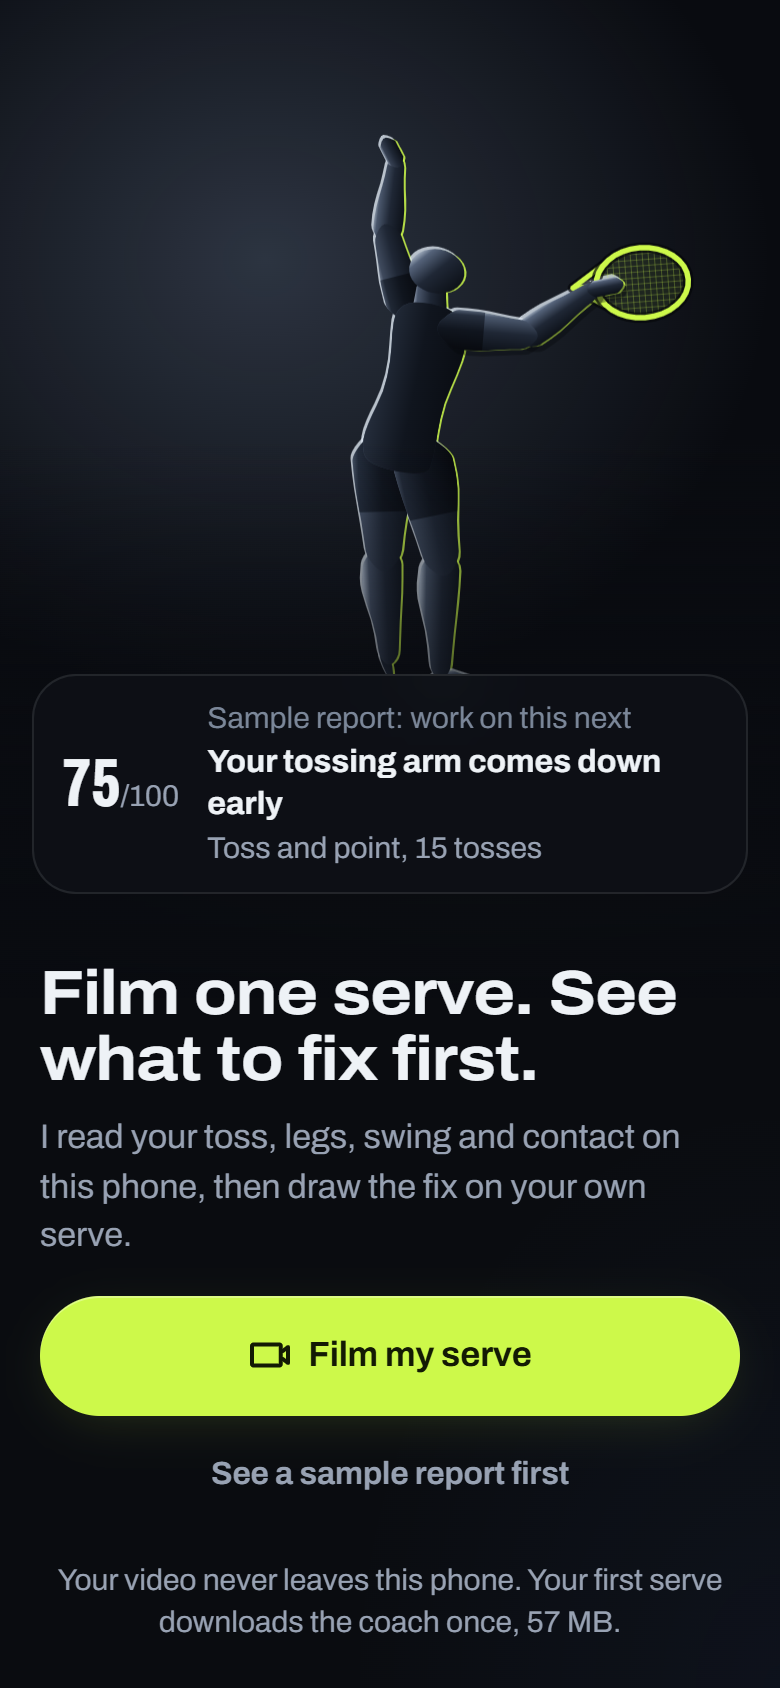 Sample report: work on this next
75/100
Your tossing arm comes down
early
Toss and point, 15 tosses
Film one serve. See
what to fix first.
I read your toss, legs, swing and contact on
this phone, then draw the fix on your own
serve.
Film my serve
See a sample report first
Your video never leaves this phone. Your first serve
downloads the coach once, 57 MB.